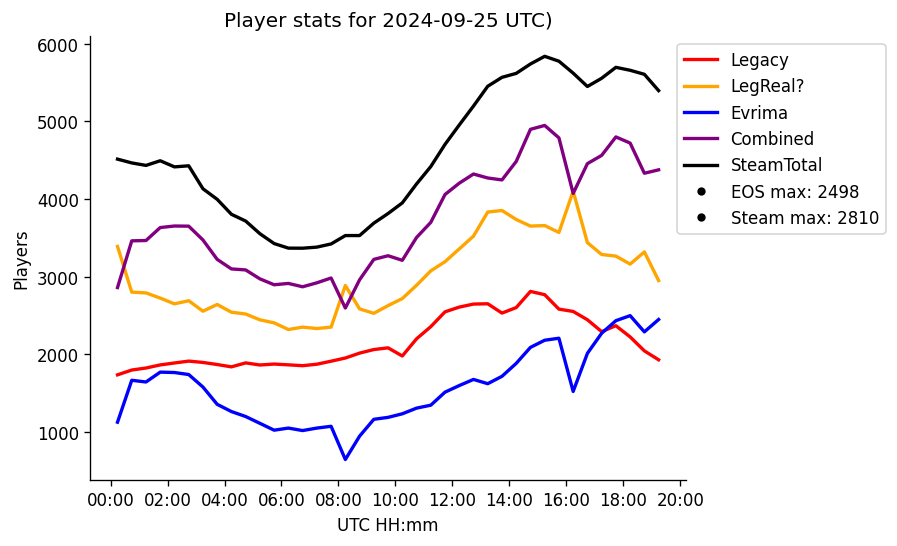 Player stats for 2024-09-25 UTC)
6000
5000
4000
3000
2000
1000
Players
00:00 02:00 04:00 06:00 08:00 10:00 12:00 14:00 16:00 18:00 20:00
UTC HH:mm
Legacy
LegReal?
Evrima
Combined
SteamTotal
EOS max: 2498
Steam max: 2810